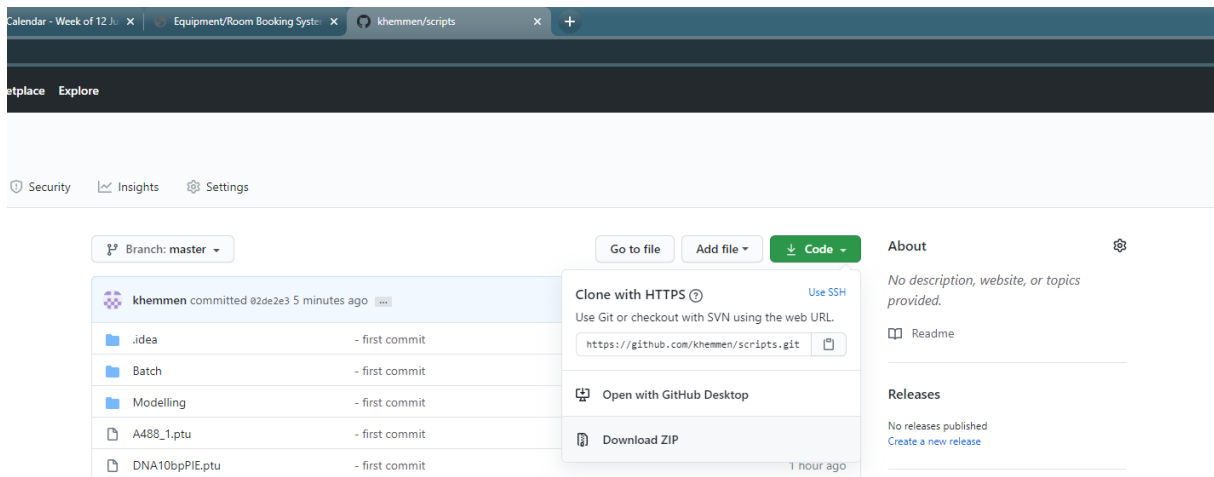 Calendar - Week of 12 Ju
Equipment/Room Booking Syster
khemmen/scripts
etplace Explore
Security Insights Settings
Branch: master
Go to file
Add file
Code
khemmen committed 02de2e3 5 minutes ago ...
.idea - first commit
Batch - first commit
Modelling - first commit
A488_1.ptu - first commit
DNA10bpPIE.ptu - first commit 1 hour ago
Clone with HTTPS
Use SSH
Use Git or checkout with SVN using the web URL.
https://github.com/khemmen/scripts.git
Open with GitHub Desktop
Download ZIP
About
No description, website, or topics
provided.
Readme
Releases
No releases published
Create a new release